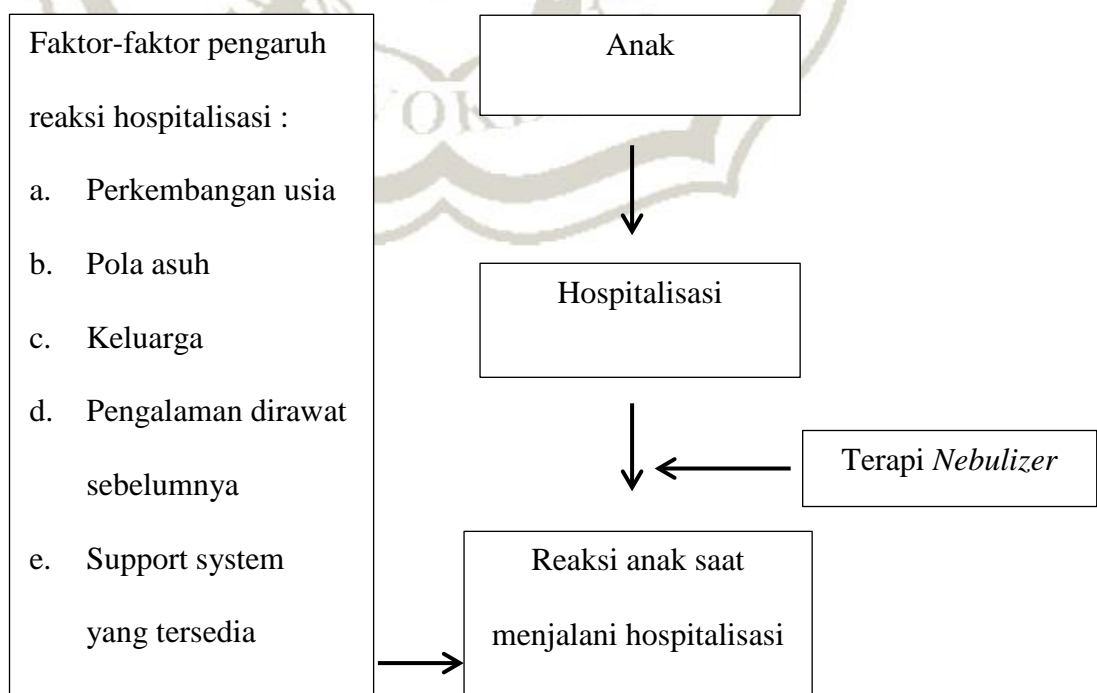 Faktor-faktor pengaruh
reaksi hospitalisasi :
a. Perkembangan usia
b. Pola asuh
c. Keluarga
d. Pengalaman dirawat
sebelumnya
e. Support system
yang tersedia
Anak
Hospitalisasi
Terapi Nebulizer
Reaksi anak saat
menjalani hospitalisasi